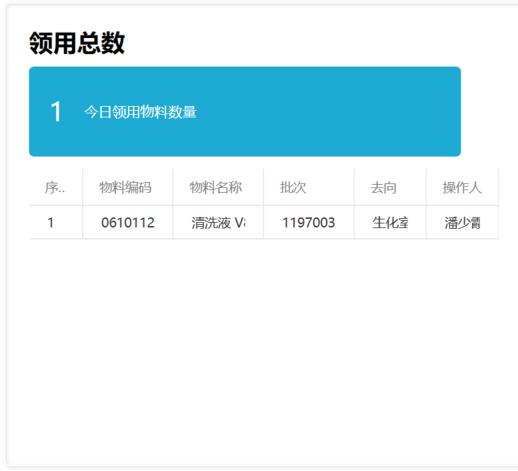 领用总数
1 今日领用物料数量
序.. 物料编码 物料名称 批次 去向 操作人
1 0610112 清洗液 V 1197003 生化室 潘少